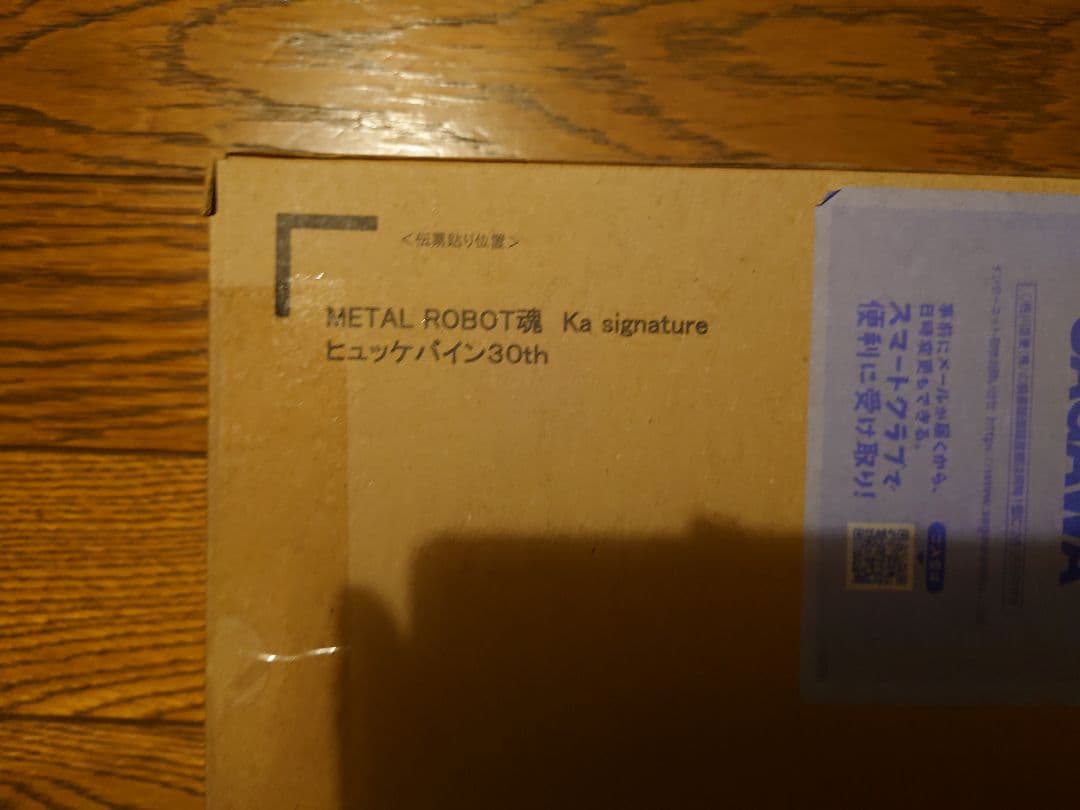 ＜伝票貼り位置＞
METAL ROBOT魂 Ka signature
ヒュッケバイン30th
SAGAWA
事前にメールが届くから、
日時変更もできる。
スマートクラブで
便利に受け取り!